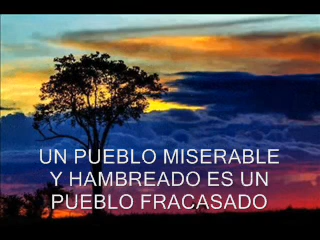 UN PUEBLO MISERABLE
Y HAMBREADO ES UN
PUEBLO FRACASADO